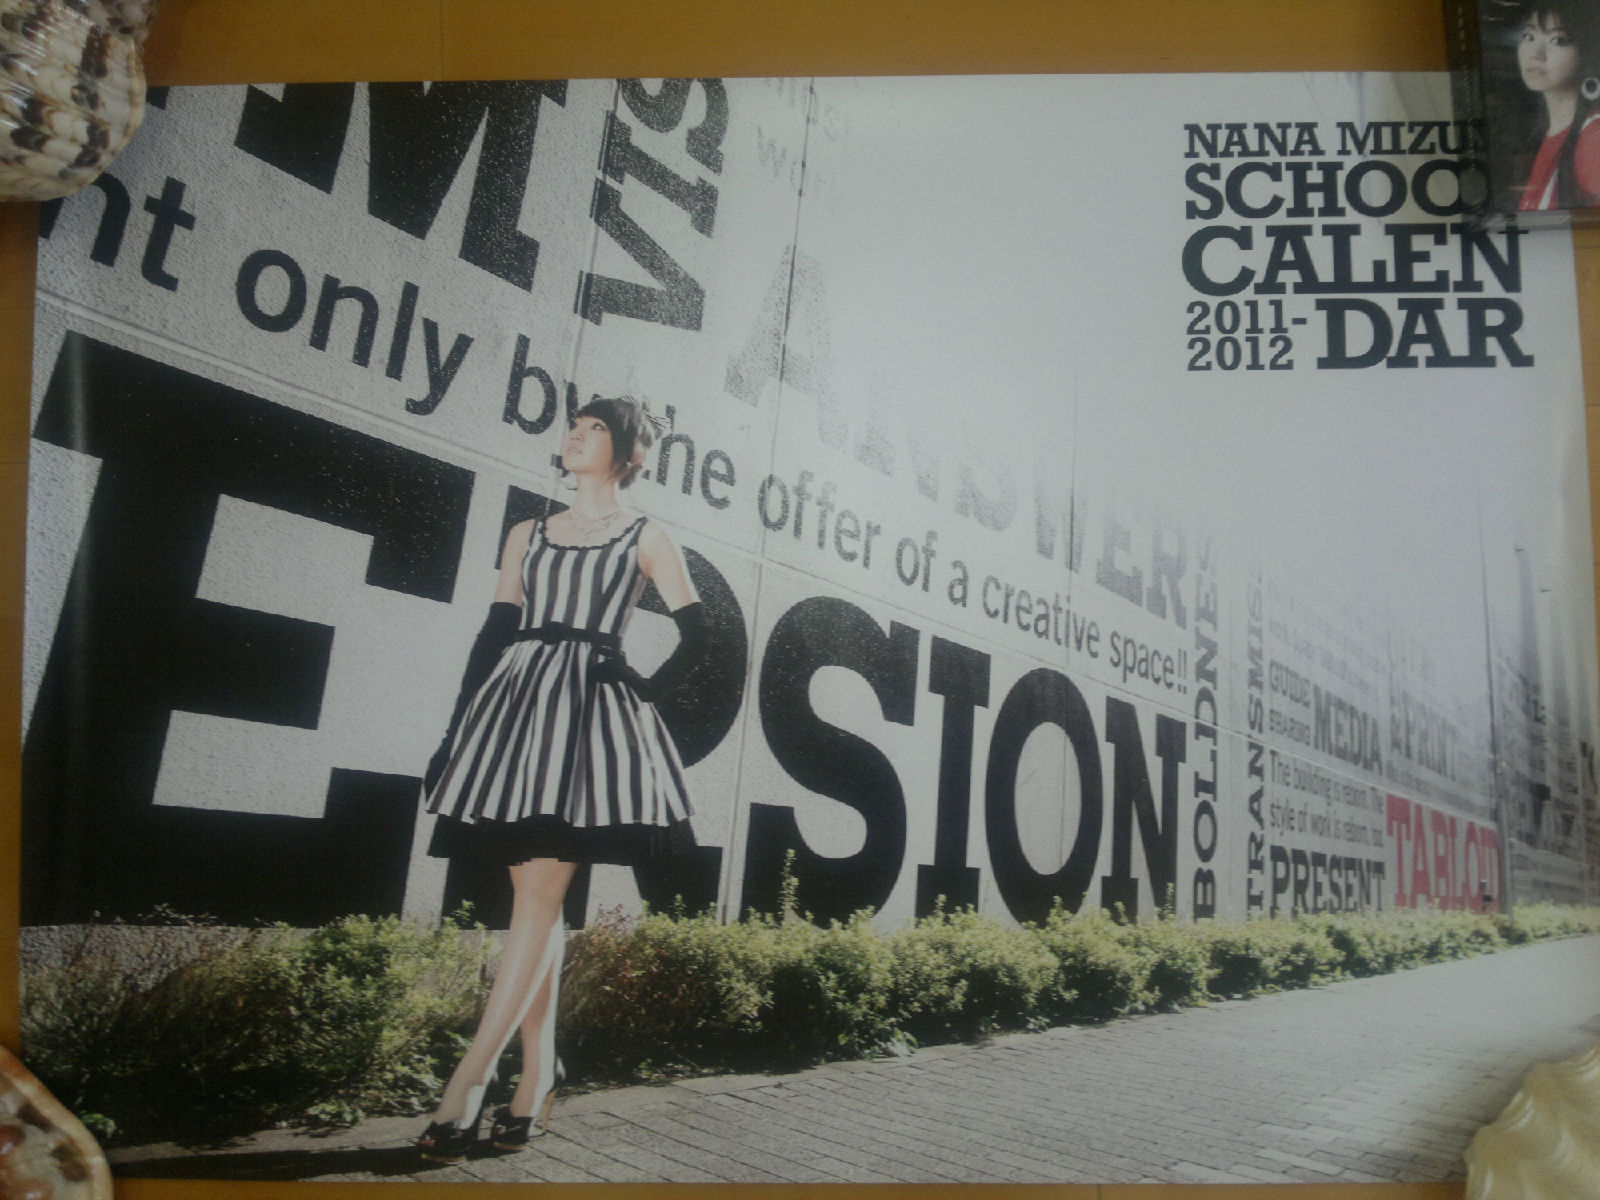 NANA MIZU
SCHOO
CALEN
2011-
2012
DAR
M
VIS
nt only by the offer of a creative space!!
ANSWER
ERSION
BOLDNES
TRANSMIS
GUIDE
MEDIA
PRINT
The building is reborn. The
style of work is reborn, too.
PRESENT
TABLOID